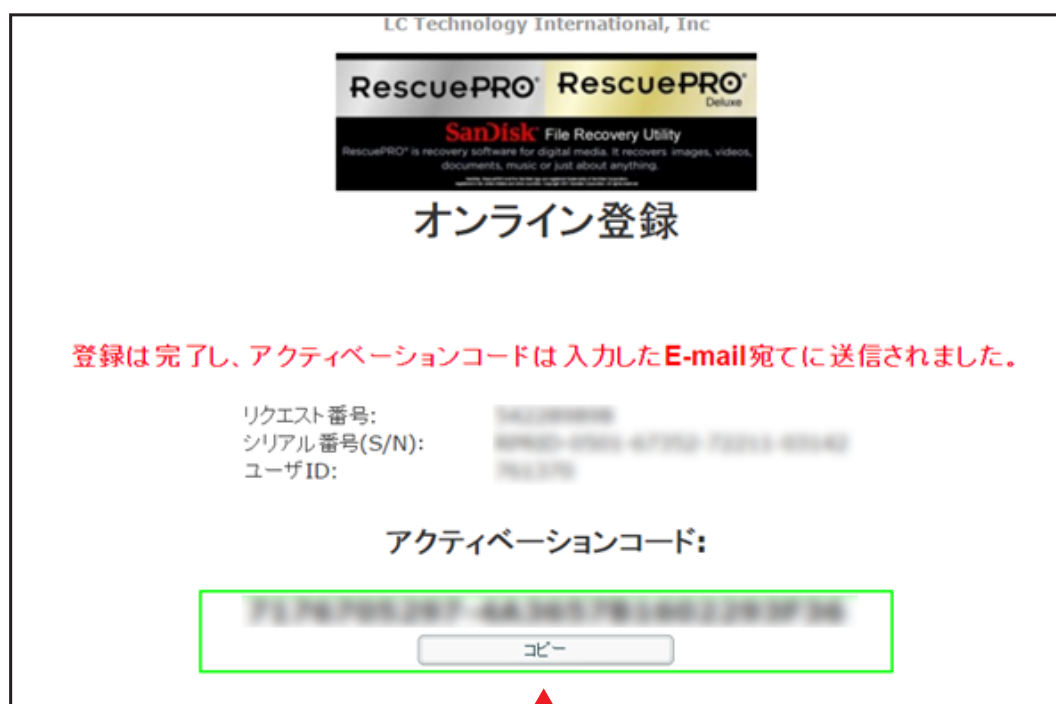 LC Technology International, Inc
RescuePRO® RescuePRO®
Deluxe
SanDisk® File Recovery Utility
RescuePRO® is recovery software for digital media. It recovers images, videos,
documents, music or just about anything.
オンライン登録
登録は完了し、アクティベーションコードは入力したE-mail宛てに送信されました。
リクエスト番号:
シリアル番号(S/N):
ユーザID:
アクティベーションコード:
コピー